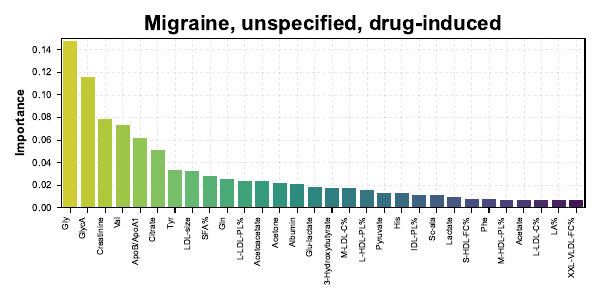 Migraine, unspecified, drug-induced
Importance
0.14
0.12
0.10
0.08
0.06
0.04
0.02
0.00
Gly
GlycA
Creatinine
Val
ApoB/ApoA1
Citrate
Tyr
LDL-size
SFA%
Gln
L-LDL-PL%
Acetoacetate
Acetone
Albumin
Glu-lactate
3-Hydroxybutyrate
M-LDL-C%
L-HDL-PL%
Pyruvate
His
IDL-PL%
Sc-ala
Lactate
S-HDL-FC%
Phe
M-HDL-PL%
Acetate
L-LDL-C%
LA%
XXL-VLDL-FC%